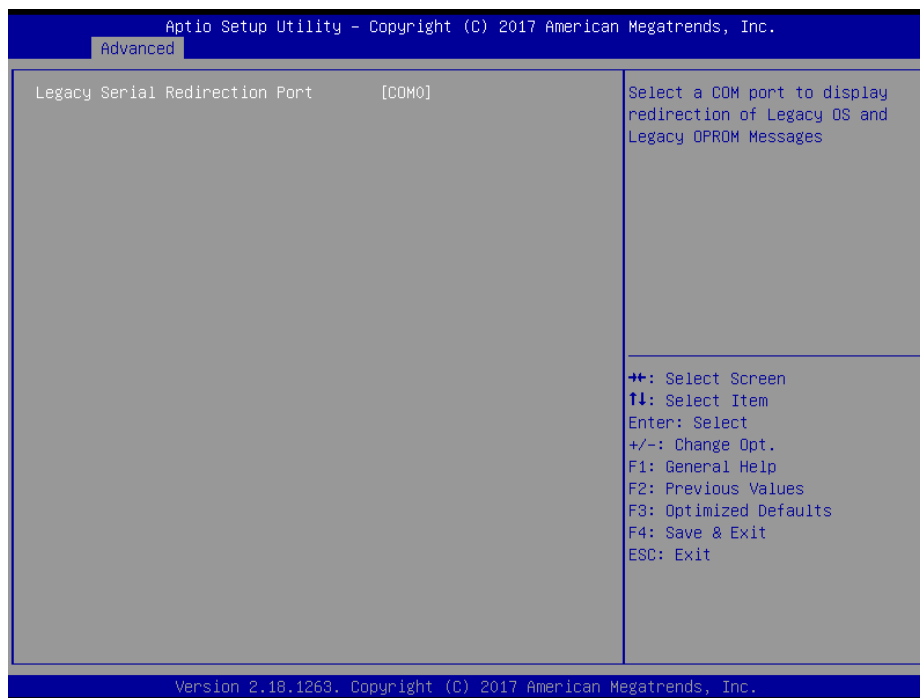 Aptio Setup Utility – Copyright (C) 2017 American Megatrends, Inc.
Advanced
Legacy Serial Redirection Port [COM0]
Select a COM port to display
redirection of Legacy OS and
Legacy OPROM Messages
→←: Select Screen
↑↓: Select Item
Enter: Select
+/-: Change Opt.
F1: General Help
F2: Previous Values
F3: Optimized Defaults
F4: Save & Exit
ESC: Exit
Version 2.18.1263. Copyright (C) 2017 American Megatrends, Inc.